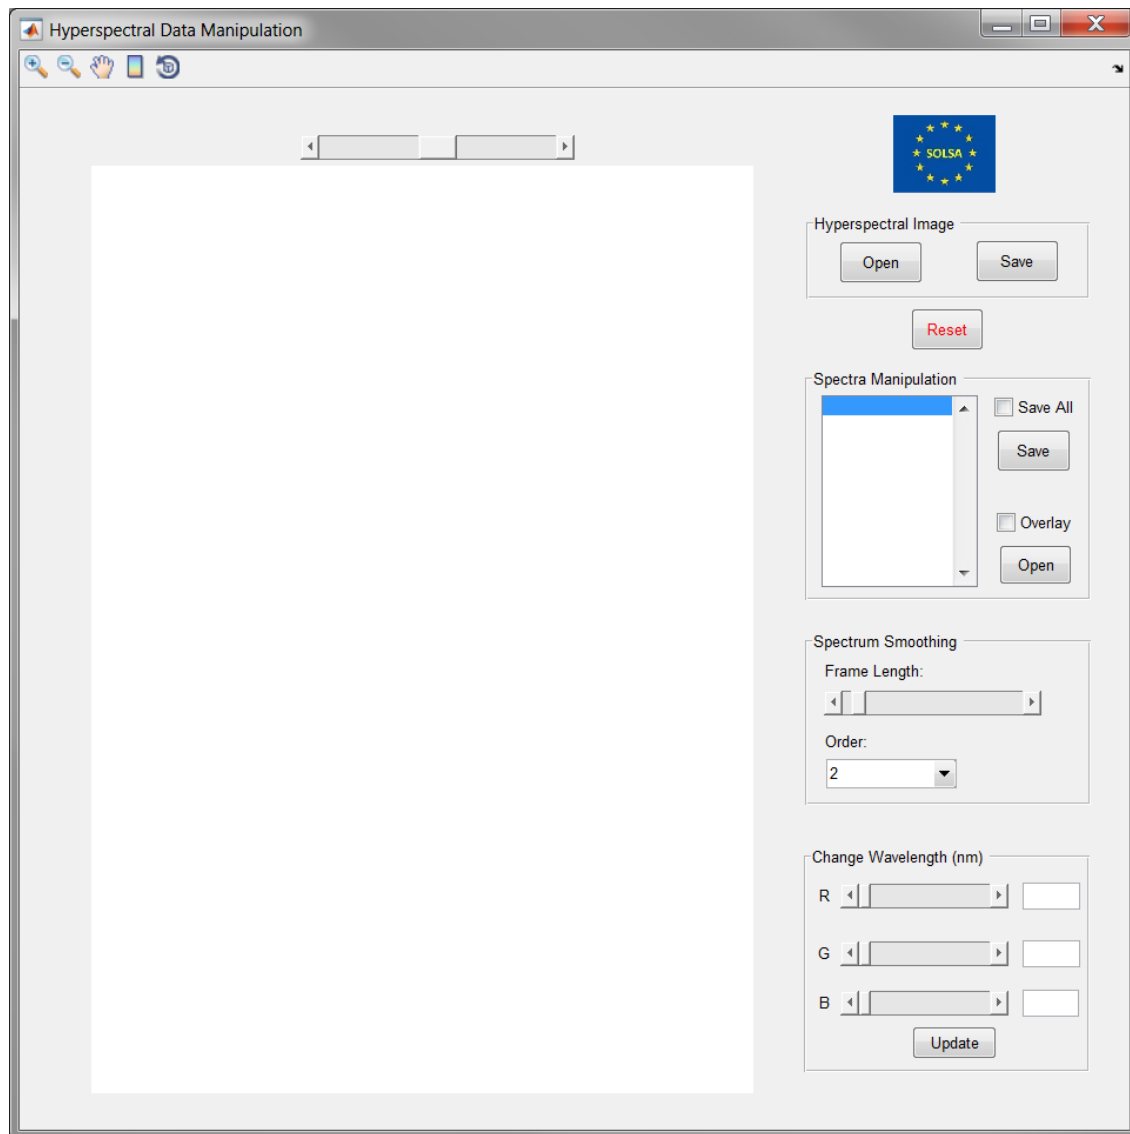 Hyperspectral Data Manipulation
SOLSA
Hyperspectral Image
Open Save
Reset
Spectra Manipulation
Save All
Save
Overlay
Open
Spectrum Smoothing
Frame Length:
Order:
2
Change Wavelength (nm)
R
G
B
Update